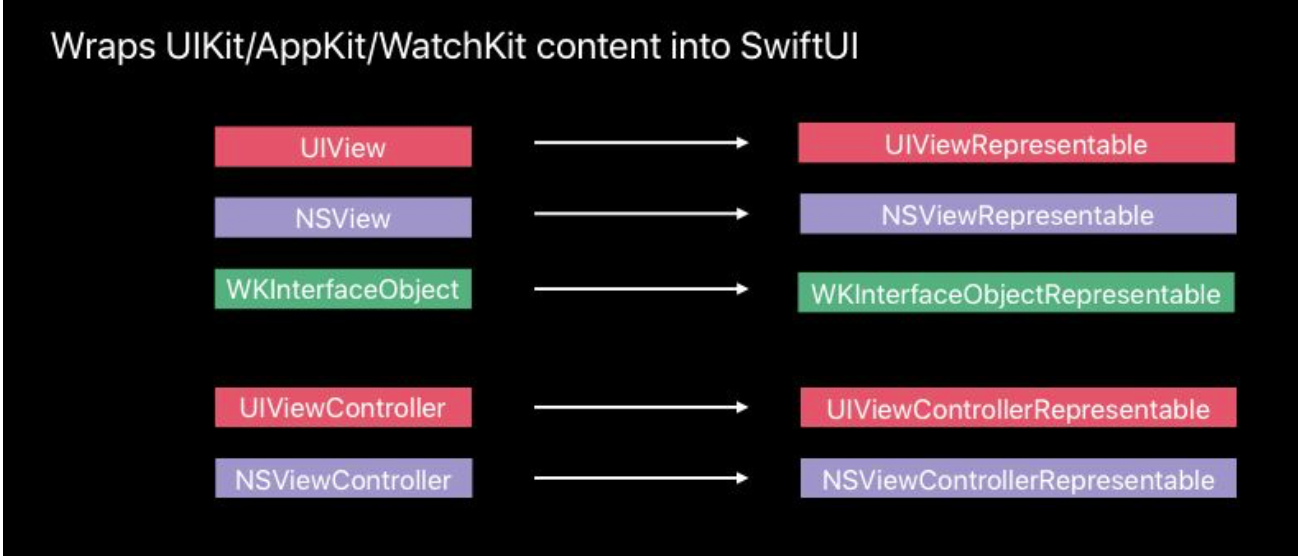 Wraps UIKit/AppKit/WatchKit content into SwiftUI
UIView
UIViewRepresentable
NSView
NSViewRepresentable
WKInterfaceObject
WKInterfaceObjectRepresentable
UIViewController
UIViewControllerRepresentable
NSViewController
NSViewControllerRepresentable